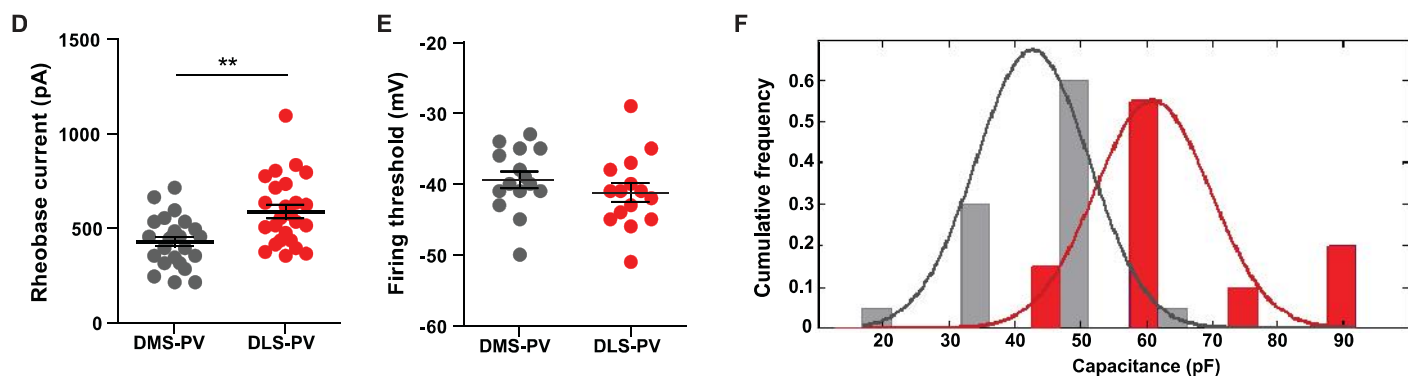 D
Rheobase current (pA)
1500
1000
500
0
**
DMS-PV DLS-PV
E
Firing threshold (mV)
-20
-30
-40
-50
-60
DMS-PV DLS-PV
F
Cumulative frequency
0.6
0.5
0.4
0.3
0.2
0.1
0
20 30 40 50 60 70 80 90
Capacitance (pF)